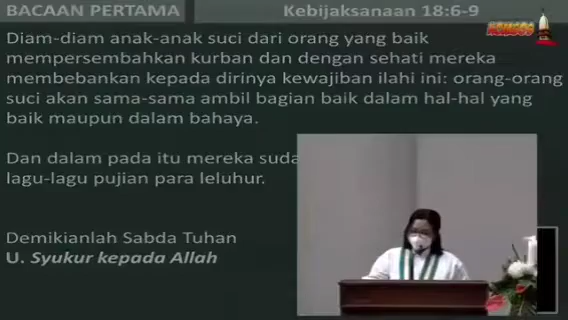 BACAAN PERTAMA
Kebijaksanaan 18:6-9
Diam-diam anak-anak suci dari orang yang baik
mempersembahkan kurban dan dengan sehati mereka
membebankan kepada dirinya kewajiban ilahi ini: orang-orang
suci akan sama-sama ambil bagian baik dalam hal-hal yang
baik maupun dalam bahaya.
Dan dalam pada itu mereka suda
lagu-lagu pujian para leluhur.
Demikianlah Sabda Tuhan
U. Syukur kepada Allah